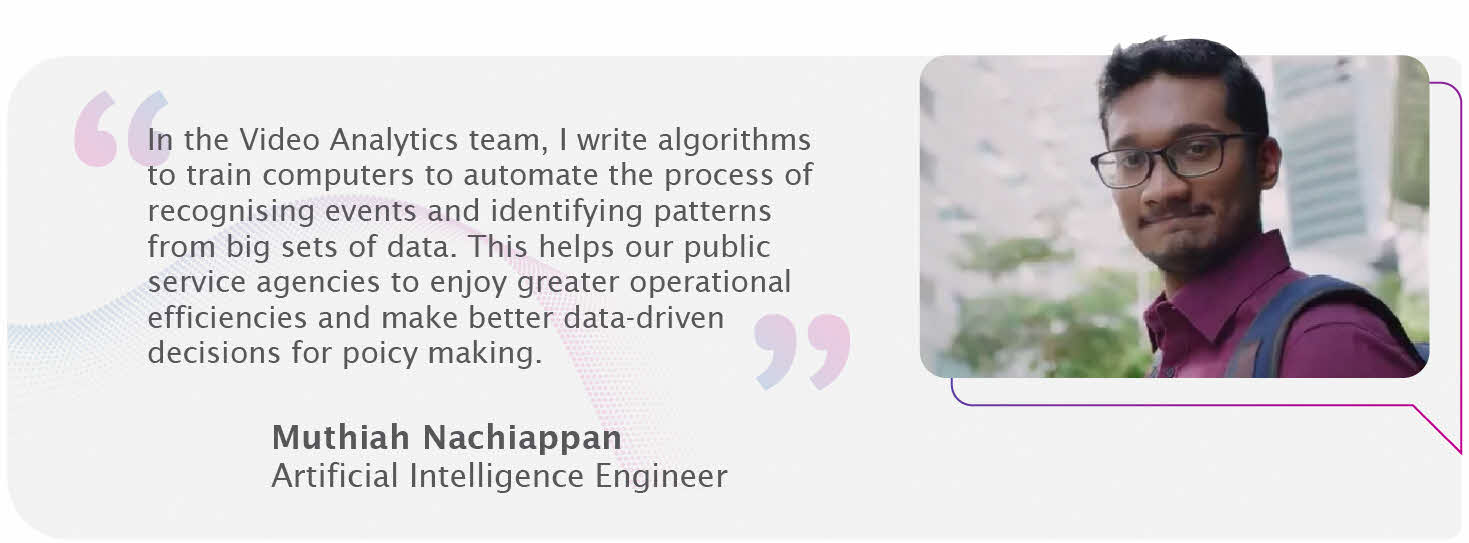 In the Video Analytics team, I write algorithms
to train computers to automate the process of
recognising events and identifying patterns
from big sets of data. This helps our public
service agencies to enjoy greater operational
efficiencies and make better data-driven
decisions for poicy making.
Muthiah Nachiappan
Artificial Intelligence Engineer